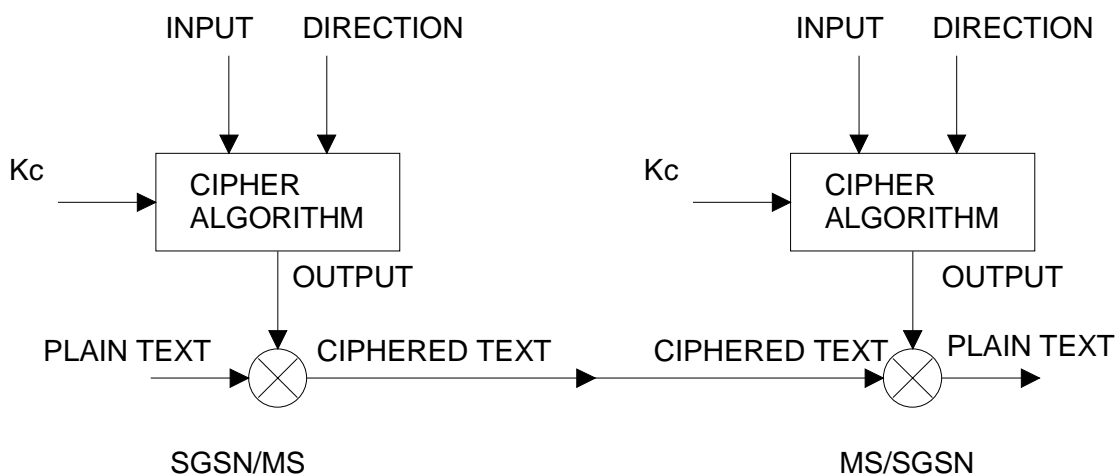 INPUT DIRECTION INPUT DIRECTION
Kc Kc
CIPHER
ALGORITHM
CIPHER
ALGORITHM
OUTPUT OUTPUT
PLAIN TEXT CIPHERED TEXT CIPHERED TEXT PLAIN TEXT
SGSN/MS MS/SGSN